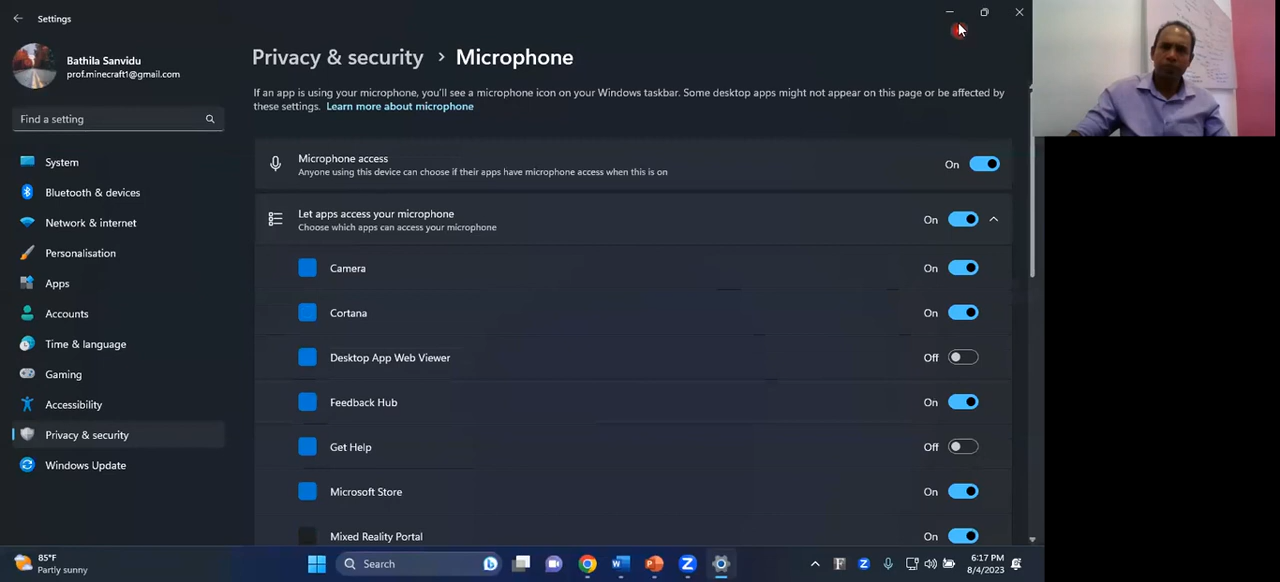 Settings
Bathila Sanvidu
prof.minecraft1@gmail.com
Find a setting
System
Bluetooth & devices
Network & internet
Personalisation
Apps
Accounts
Time & language
Gaming
Accessibility
Privacy & security
Windows Update
Privacy & security > Microphone
If an app is using your microphone, you'll see a microphone icon on your Windows taskbar. Some desktop apps might not appear on this page or be affected by
these settings. Learn more about microphone
Microphone access
Anyone using this device can choose if their apps have microphone access when this is on
On
Let apps access your microphone
Choose which apps can access your microphone
On
Camera On
Cortana On
Desktop App Web Viewer Off
Feedback Hub On
Get Help Off
Microsoft Store On
Mixed Reality Portal On
85°F
Partly sunny
Search
6:17 PM
8/4/2023